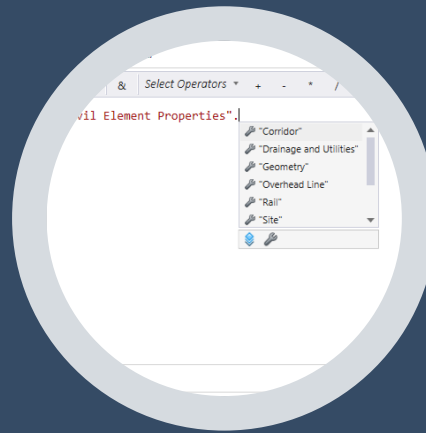 & Select Operators + - * /
vil Element Properties".
"Corridor"
"Drainage and Utilities"
"Geometry"
"Overhead Line"
"Rail"
"Site"